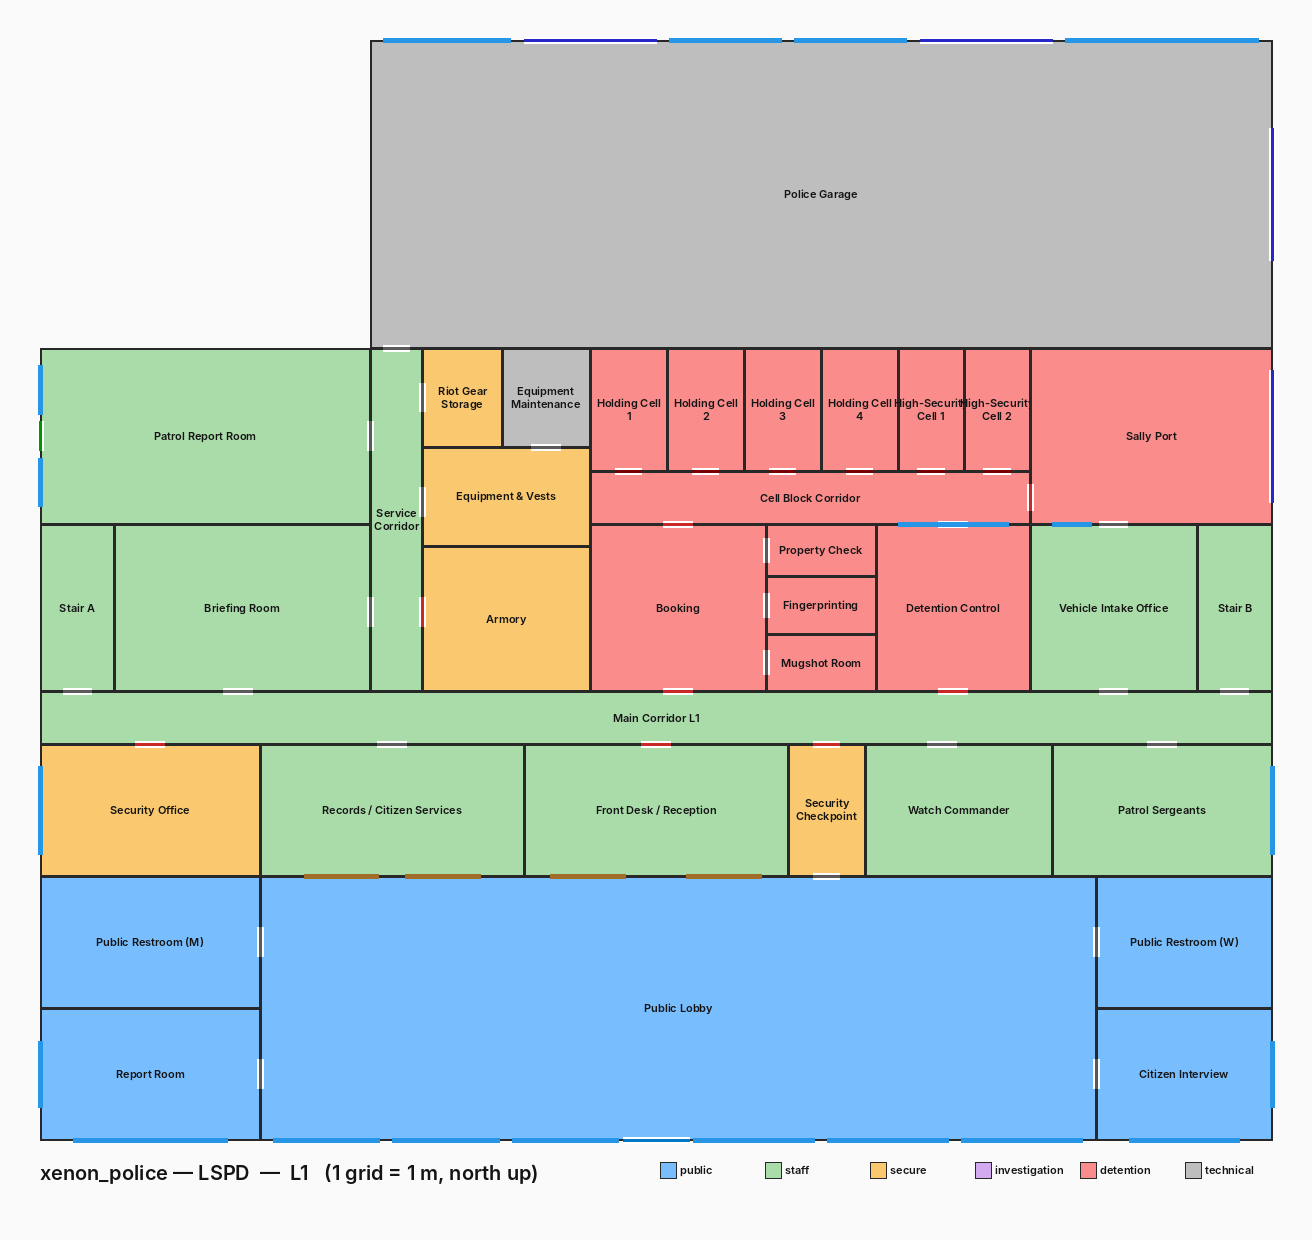 Police Garage
Patrol Report Room
Service
Corridor
Riot Gear
Storage
Equipment
Maintenance
Equipment & Vests
Armory
Holding Cell
1
Holding Cell
2
Holding Cell
3
Holding Cell
4
High-Security
Cell 1
High-Security
Cell 2
Sally Port
Cell Block Corridor
Stair A
Briefing Room
Booking
Property Check
Fingerprinting
Mugshot Room
Detention Control
Vehicle Intake Office
Stair B
Main Corridor L1
Security Office
Records / Citizen Services
Front Desk / Reception
Security
Checkpoint
Watch Commander
Patrol Sergeants
Public Restroom (M)
Public Lobby
Public Restroom (W)
Report Room
Citizen Interview
xenon_police — LSPD — L1 (1 grid = 1 m, north up)
public
staff
secure
investigation
detention
technical